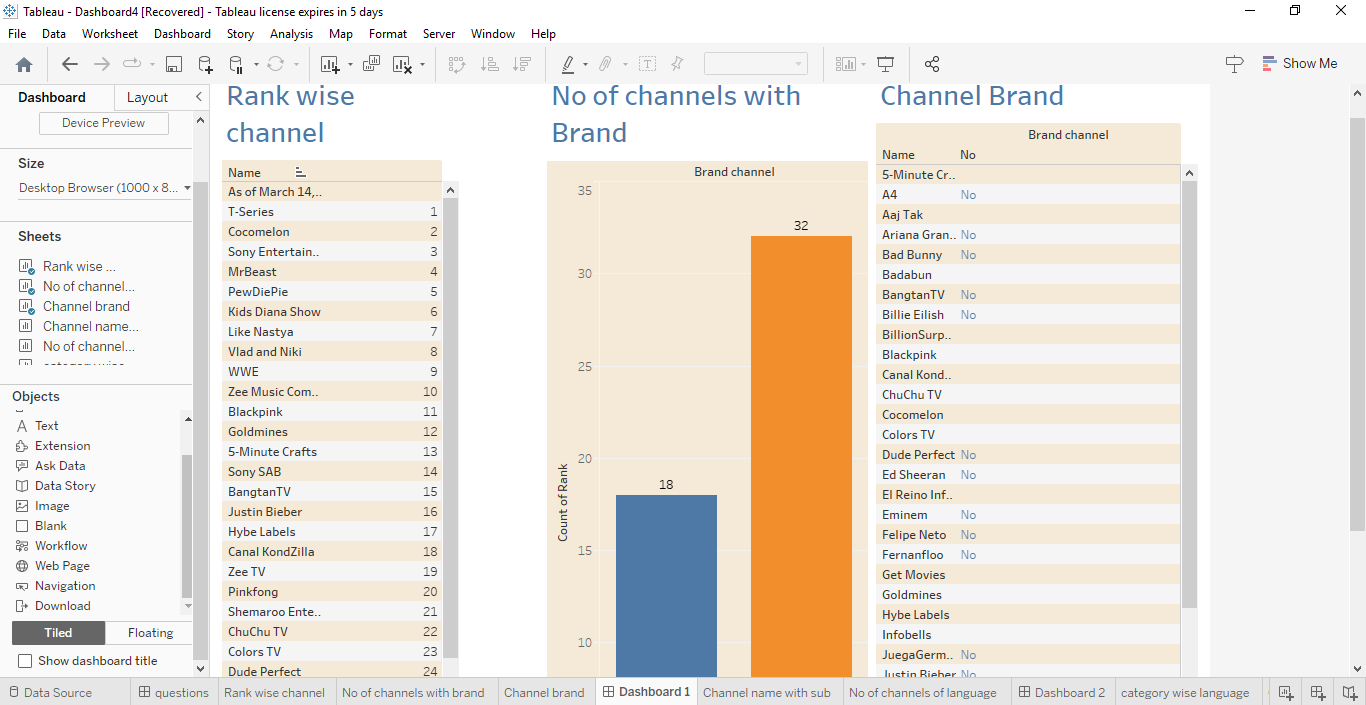 Tableau - Dashboard4 [Recovered] - Tableau license expires in 5 days
File Data Worksheet Dashboard Story Analysis Map Format Server Window Help
Show Me
Dashboard Layout
Device Preview
Size
Desktop Browser (1000 x 8...
Sheets
Rank wise ...
No of channel...
Channel brand
Channel name...
No of channel...
Objects
Text
Extension
Ask Data
Data Story
Image
Blank
Workflow
Web Page
Navigation
Download
Tiled Floating
Show dashboard title
Rank wise
channel
Name
As of March 14,..
T-Series 1
Cocomelon 2
Sony Entertain.. 3
MrBeast 4
PewDiePie 5
Kids Diana Show 6
Like Nastya 7
Vlad and Niki 8
WWE 9
Zee Music Com.. 10
Blackpink 11
Goldmines 12
5-Minute Crafts 13
Sony SAB 14
BangtanTV 15
Justin Bieber 16
Hybe Labels 17
Canal KondZilla 18
Zee TV 19
Pinkfong 20
Shemaroo Ente.. 21
ChuChu TV 22
Colors TV 23
Dude Perfect 24
No of channels with
Brand
Brand channel
35
30
25
20
15
10
Count of Rank
18
32
Channel Brand
Brand channel
Name No
5-Minute Cr..
A4 No
Aaj Tak
Ariana Gran.. No
Bad Bunny No
Badabun
BangtanTV No
Billie Eilish No
BillionSurp..
Blackpink
Canal Kond..
ChuChu TV
Cocomelon
Colors TV
Dude Perfect No
Ed Sheeran No
El Reino Inf..
Eminem No
Felipe Neto No
Fernanfloo No
Get Movies
Goldmines
Hybe Labels
Infobells
JuegaGerm.. No
Justin Bieber No
Data Source questions Rank wise channel No of channels with brand Channel brand Dashboard 1 Channel name with sub No of channels of language Dashboard 2 category wise language